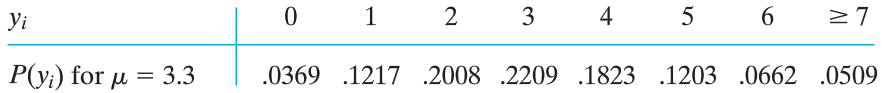 yᵢ 0 1 2 3 4 5 6 ≥ 7
P(yᵢ) for μ = 3.3 .0369 .1217 .2008 .2209 .1823 .1203 .0662 .0509